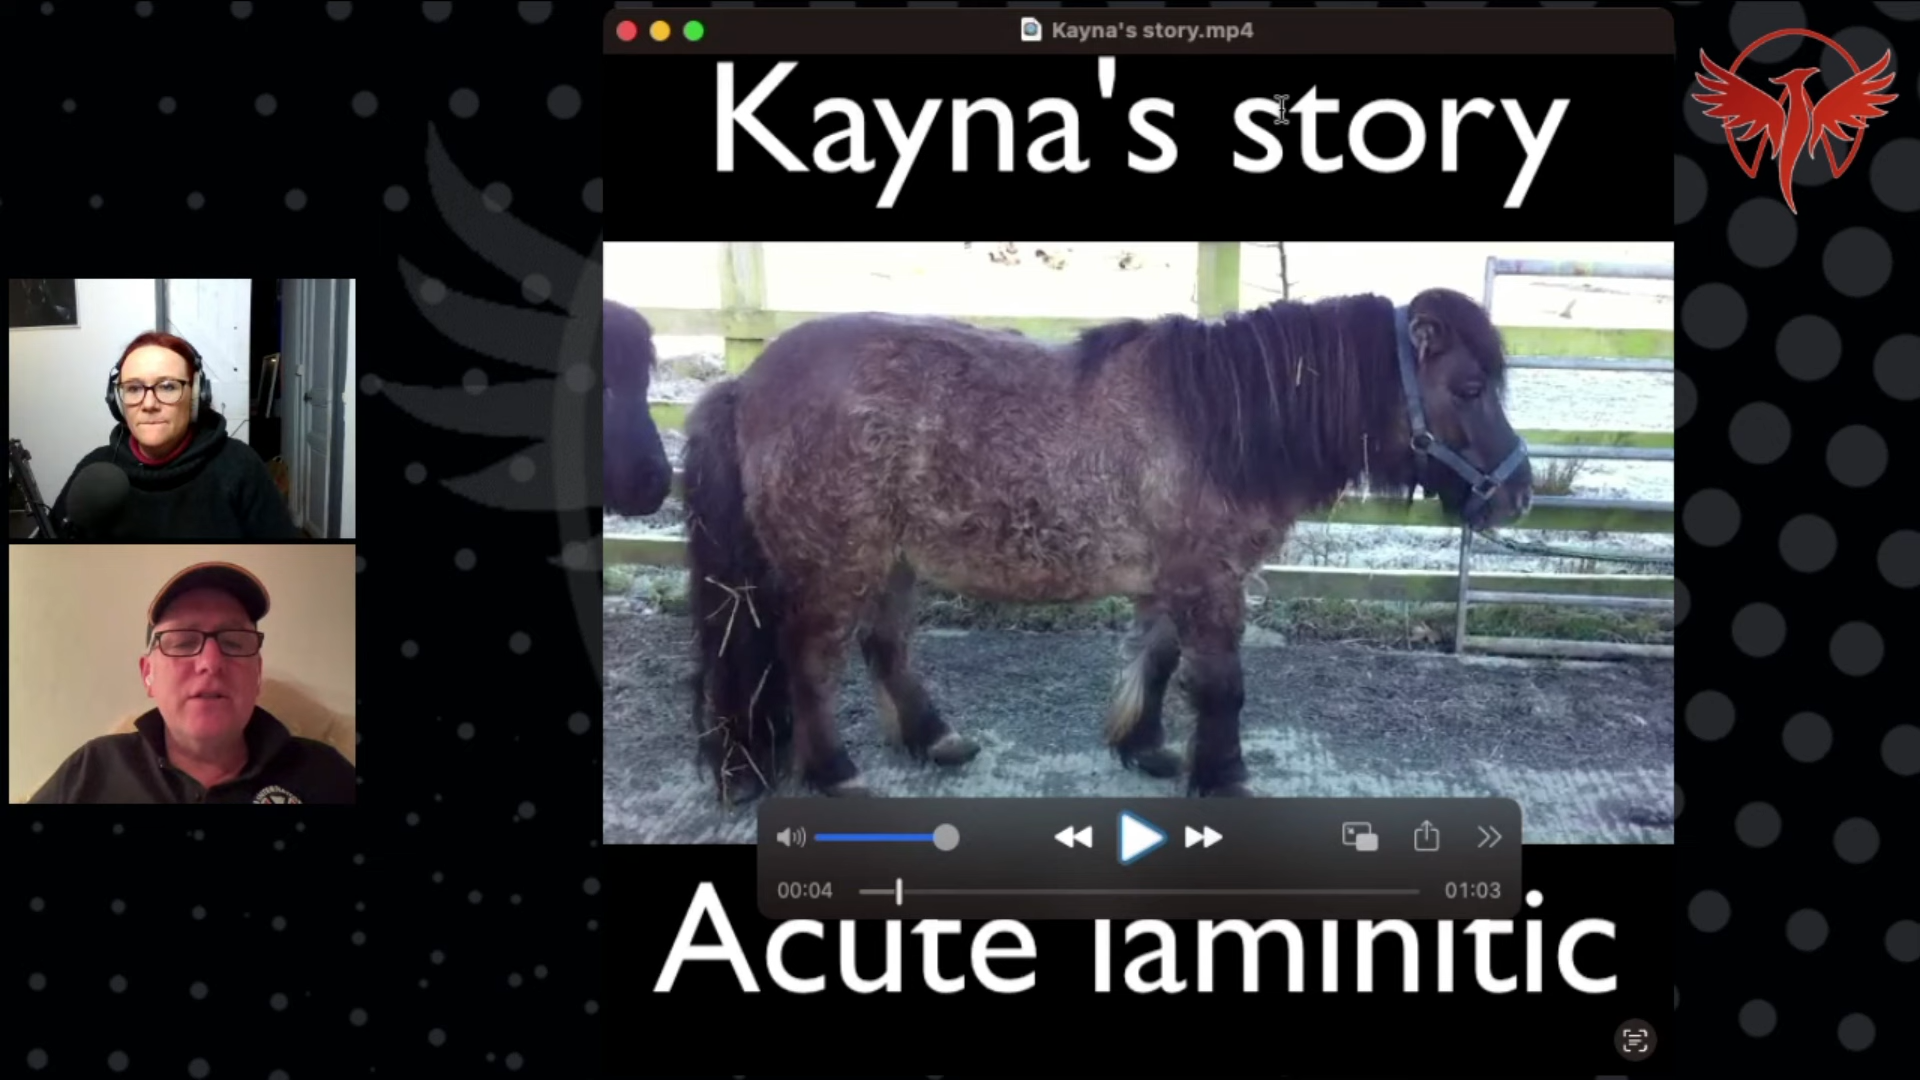 Kayna's story.mp4
Kayna's story
00:04
01:03
Acute laminitic